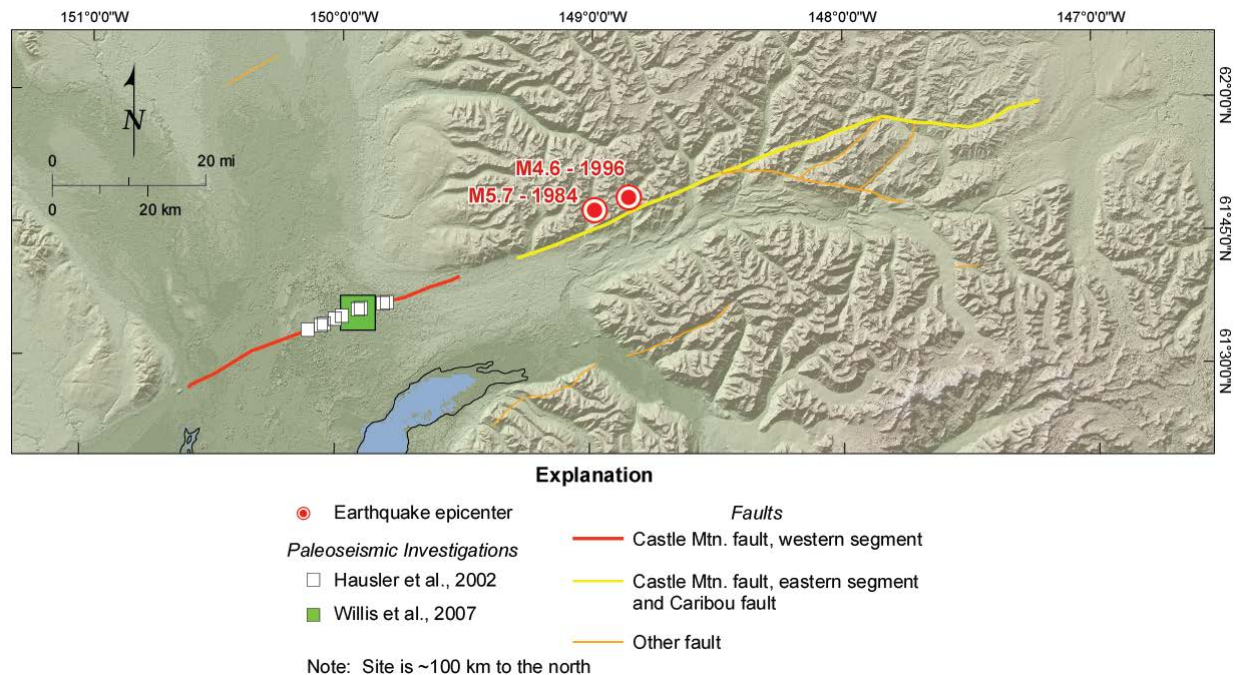 151°0'0"W 150°0'0"W 149°0'0"W 148°0'0"W 147°0'0"W
62°0'0"N
N
0 20 mi
0 20 km
M4.6 - 1996
M5.7 - 1984
61°45'0"N
61°30'0"N
Explanation
Earthquake epicenter
Paleoseismic Investigations
Hausler et al., 2002
Willis et al., 2007
Note: Site is ~100 km to the north
Faults
Castle Mtn. fault, western segment
Castle Mtn. fault, eastern segment
and Caribou fault
Other fault